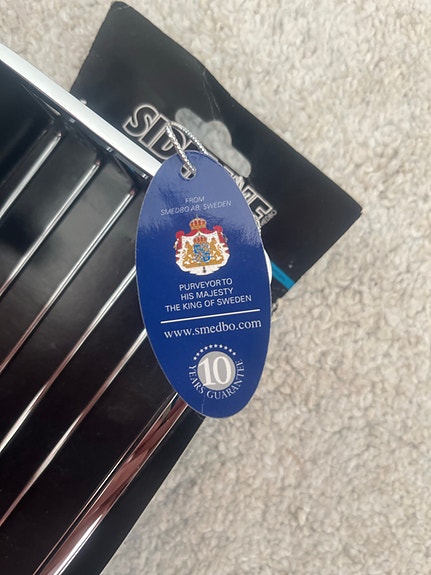 FROM
SMEDBO AB, SWEDEN
PURVEYOR TO
HIS MAJESTY
THE KING OF SWEDEN
www.smedbo.com
10
YEARS GUARANTEE